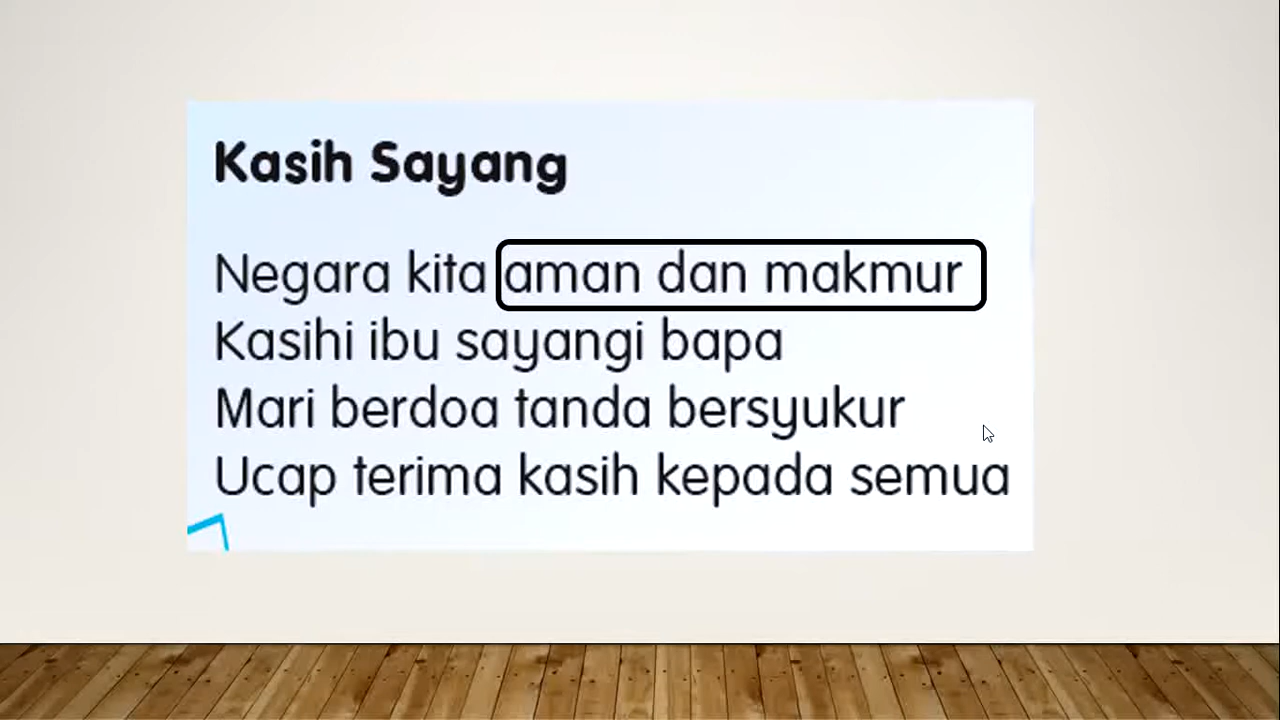 Kasih Sayang
Negara kita aman dan makmur
Kasihi ibu sayangi bapa
Mari berdoa tanda bersyukur
Ucap terima kasih kepada semua